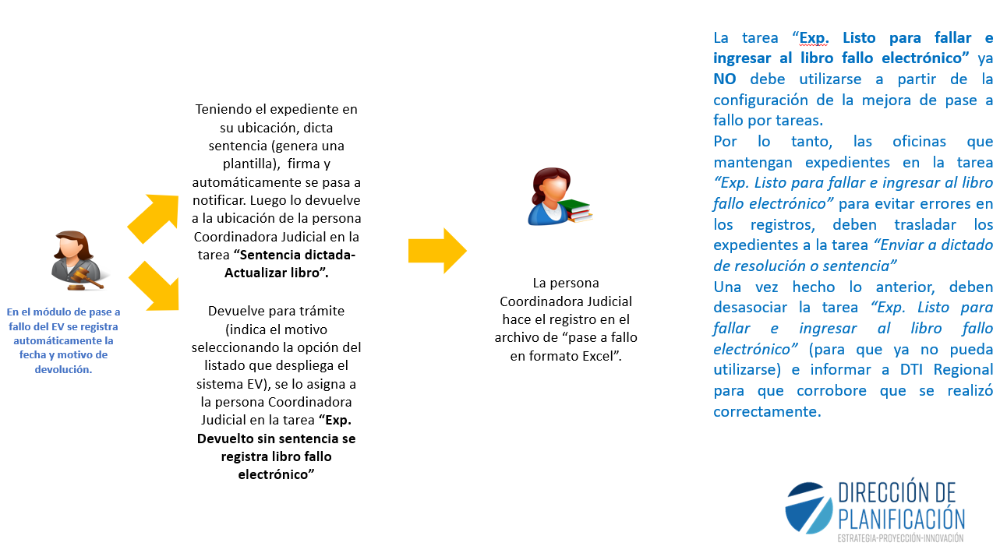 En el módulo de pase a
fallo del EV se registra
automáticamente la
fecha y motivo de
devolución.
Teniendo el expediente en
su ubicación, dicta
sentencia (genera una
plantilla), firma y
automáticamente se pasa a
notificar. Luego lo devuelve
a la ubicación de la persona
Coordinadora Judicial en la
tarea “Sentencia dictada-
Actualizar libro”.
Devuelve para trámite
(indica el motivo
seleccionando la opción del
listado que despliega el
sistema EV), se lo asigna a
la persona Coordinadora
Judicial en la tarea “Exp.
Devuelto sin sentencia se
registra libro fallo
electrónico”
La persona
Coordinadora Judicial
hace el registro en el
archivo de “pase a fallo
en formato Excel”.
La tarea “Exp. Listo para fallar e
ingresar al libro fallo electrónico” ya
NO debe utilizarse a partir de la
configuración de la mejora de pase a
fallo por tareas.
Por lo tanto, las oficinas que
mantengan expedientes en la tarea
“Exp. Listo para fallar e ingresar al libro
fallo electrónico” para evitar errores en
los registros, deben trasladar los
expedientes a la tarea “Enviar a dictado
de resolución o sentencia”
Una vez hecho lo anterior, deben
desasociar la tarea “Exp. Listo para
fallar e ingresar al libro fallo
electrónico” (para que ya no pueda
utilizarse) e informar a DTI Regional
para que corrobore que se realizó
correctamente.
DIRECCIÓN DE
PLANIFICACIÓN
ESTRATEGIA-PROYECCIÓN-INNOVACIÓN